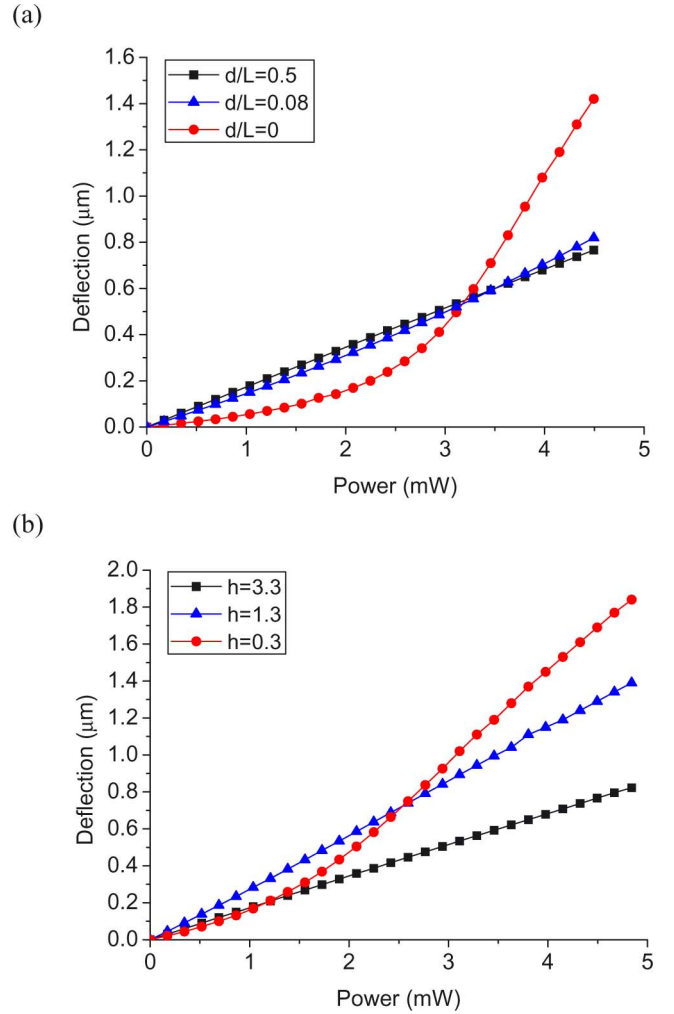 (a)
1.6
1.4
1.2
1.0
0.8
0.6
0.4
0.2
0.0
Deflection (μm)
d/L=0.5
d/L=0.08
d/L=0
0 1 2 3 4 5
Power (mW)
(b)
2.0
1.8
1.6
1.4
1.2
1.0
0.8
0.6
0.4
0.2
0.0
Deflection (μm)
h=3.3
h=1.3
h=0.3
0 1 2 3 4 5
Power (mW)